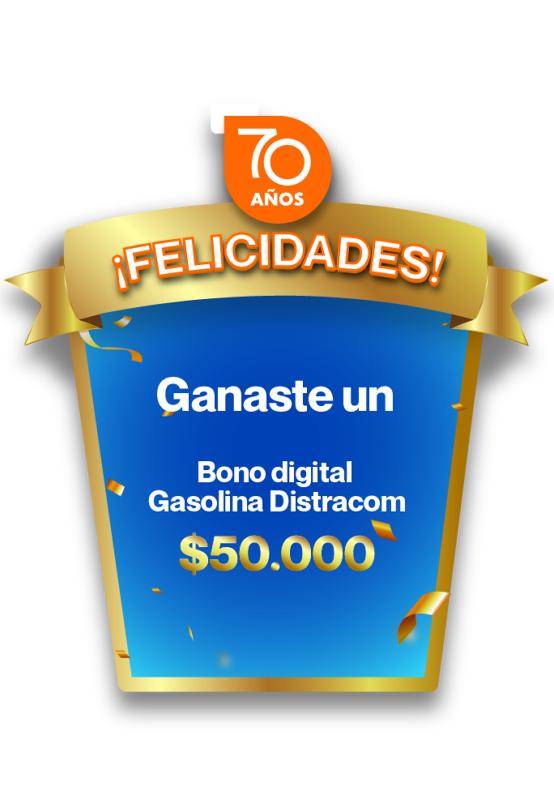 70
AÑOS
¡FELICIDADES!
Ganaste un
Bono digital
Gasolina Distracom
$50.000